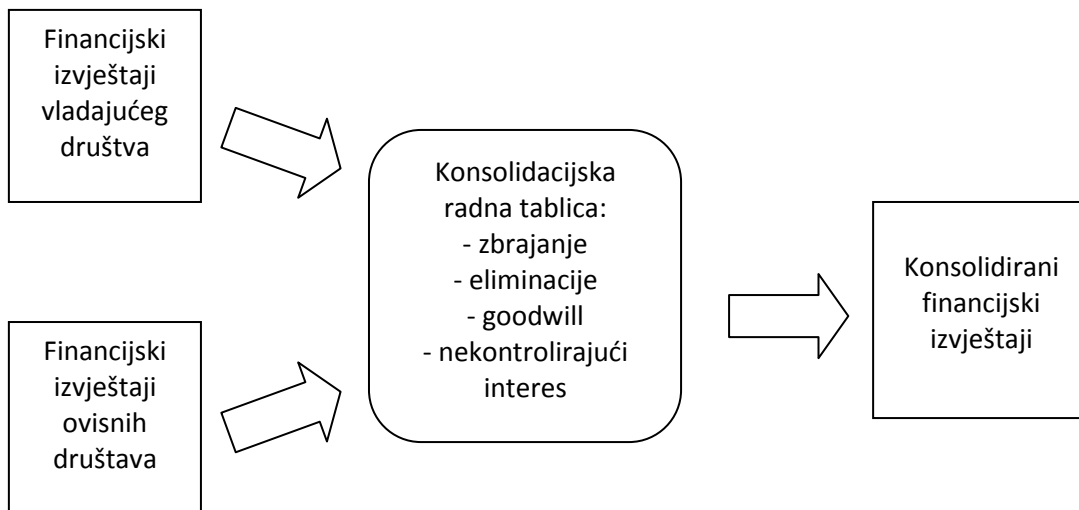 Financijski
izvještaji
vladajućeg
društva
Financijski
izvještaji
ovisnih
društava
Konsolidacijska
radna tablica:
- zbrajanje
- eliminacije
- goodwill
- nekontrolirajući
interes
Konsolidirani
financijski
izvještaji